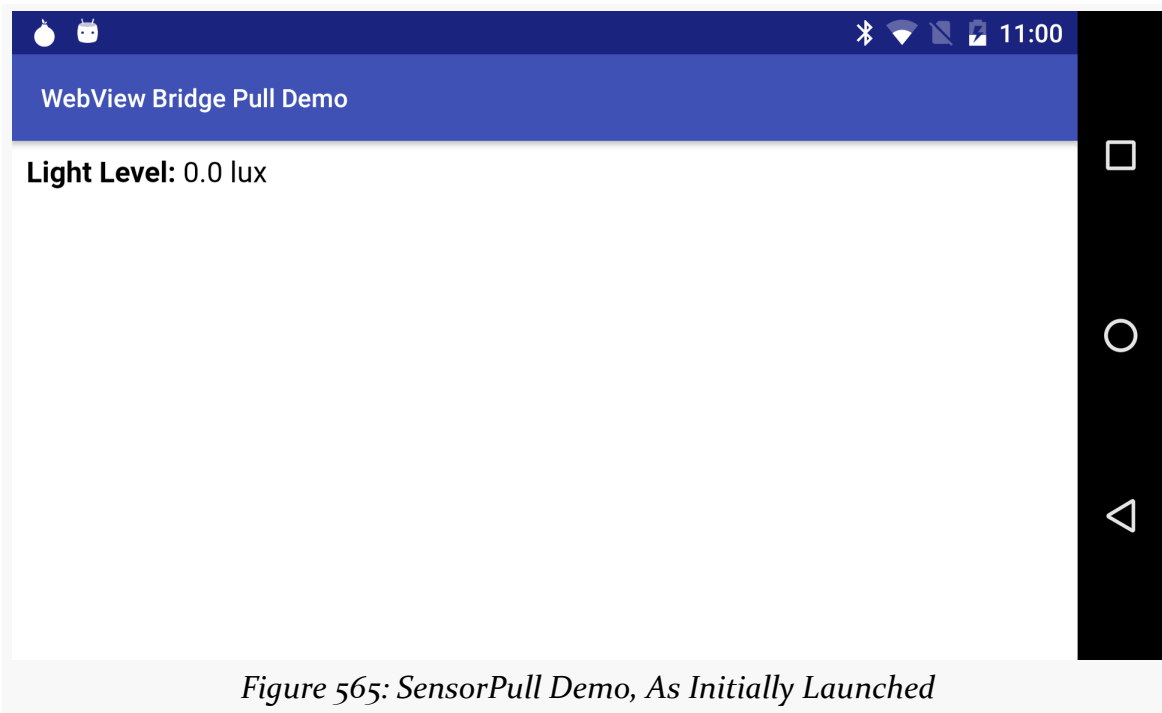 11:00
WebView Bridge Pull Demo
Light Level: 0.0 lux
Figure 565: SensorPull Demo, As Initially Launched